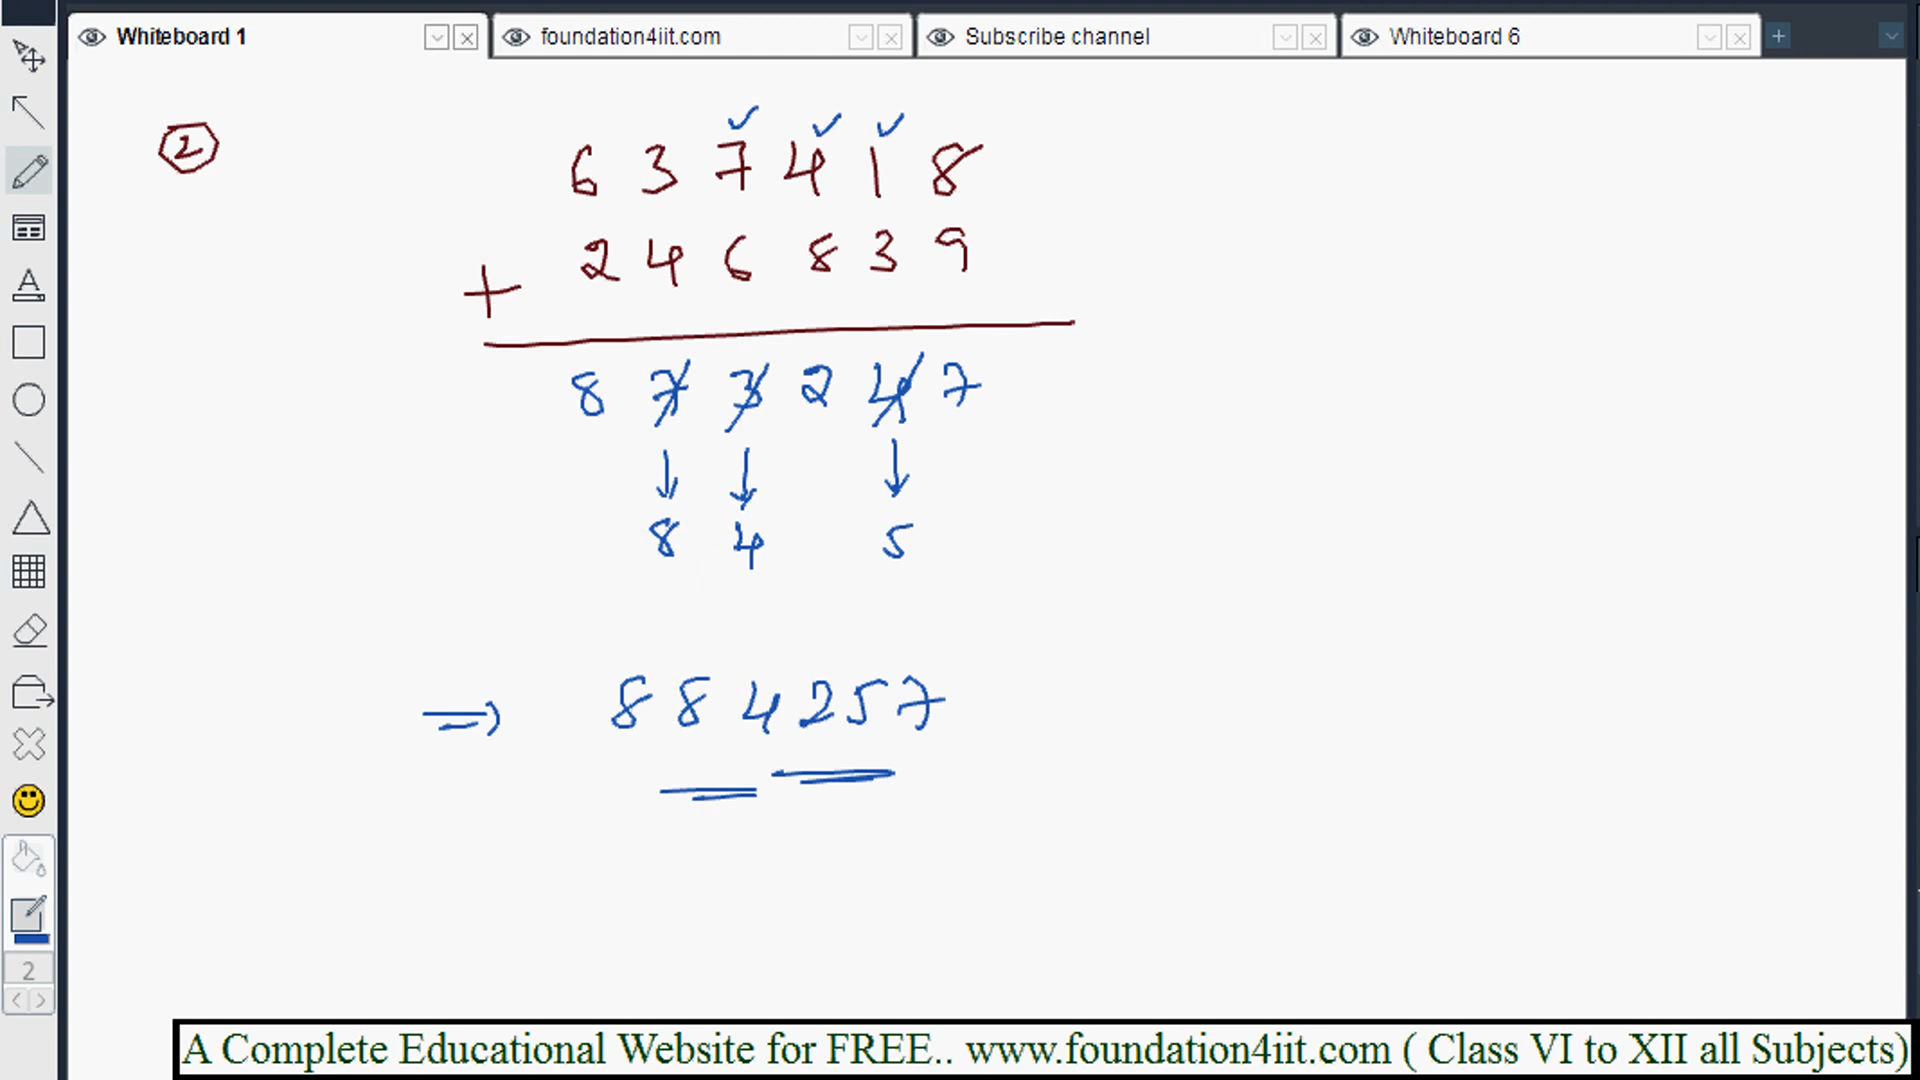 Whiteboard 1 foundation4iit.com Subscribe channel Whiteboard 6
2
✓ ✓ ✓
6 3 7 4 1 8
+ 2 4 6 8 3 9
8 7 3 2 4 7
↓ ↓ ↓
8 4 5
⇒ 8 8 4 2 5 7
A
2
A Complete Educational Website for FREE.. www.foundation4iit.com ( Class VI to XII all Subjects)